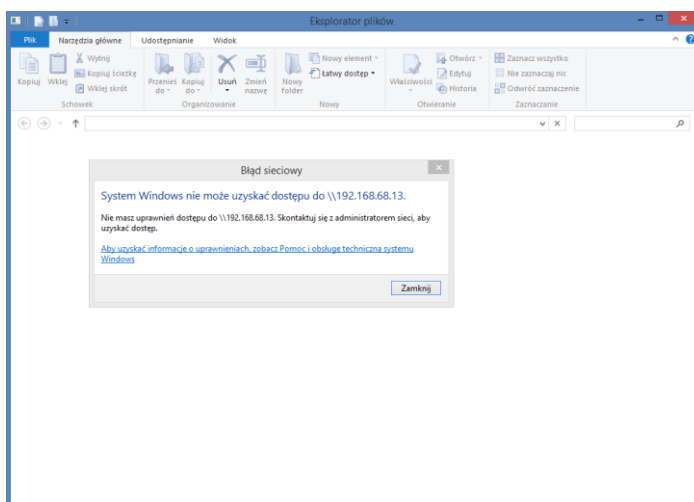 Eksplorator plików
Plik Narzędzia główne Udostępnianie Widok
Kopiuj
Wklej
Wytnij
Kopiuj ścieżkę
Wklej skrót
Schowek
Przenieś do
Kopiuj do
Usuń
Zmień nazwę
Organizowanie
Nowy folder
Nowy element
Łatwy dostęp
Nowy
Właściwości
Otwórz
Edytuj
Historia
Otwieranie
Zaznacz wszystko
Nie zaznaczaj nic
Odwróć zaznaczenie
Zaznaczanie
Błąd sieciowy
System Windows nie może uzyskać dostępu do \\192.168.68.13.
Nie masz uprawnień dostępu do \\192.168.68.13. Skontaktuj się z administratorem sieci, aby
uzyskać dostęp.
Aby uzyskać informacje o uprawnieniach, zobacz Pomoc i obsługę techniczną systemu
Windows
Zamknij